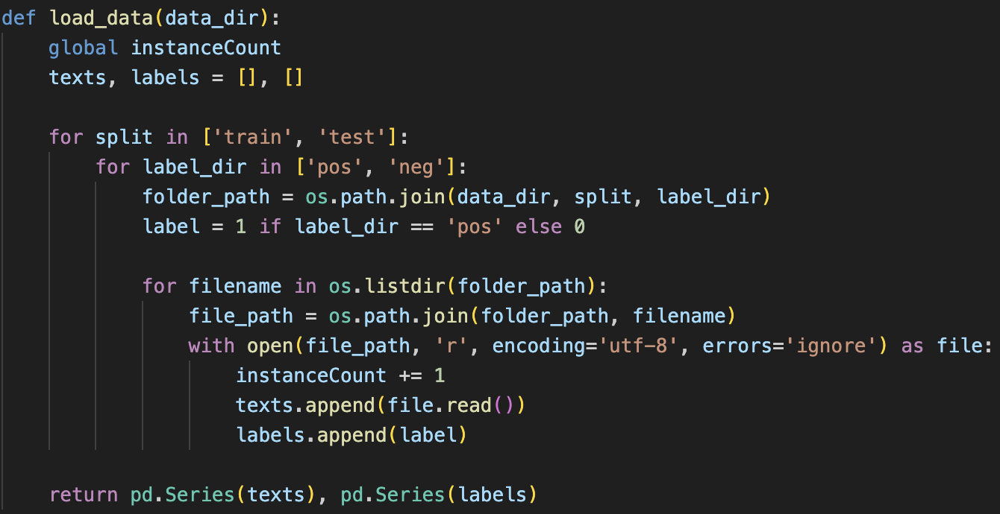 def load_data(data_dir):
    global instanceCount
    texts, labels = [], []

    for split in ['train', 'test']:
        for label_dir in ['pos', 'neg']:
            folder_path = os.path.join(data_dir, split, label_dir)
            label = 1 if label_dir == 'pos' else 0

            for filename in os.listdir(folder_path):
                file_path = os.path.join(folder_path, filename)
                with open(file_path, 'r', encoding='utf-8', errors='ignore') as file:
                    instanceCount += 1
                    texts.append(file.read())
                    labels.append(label)

    return pd.Series(texts), pd.Series(labels)